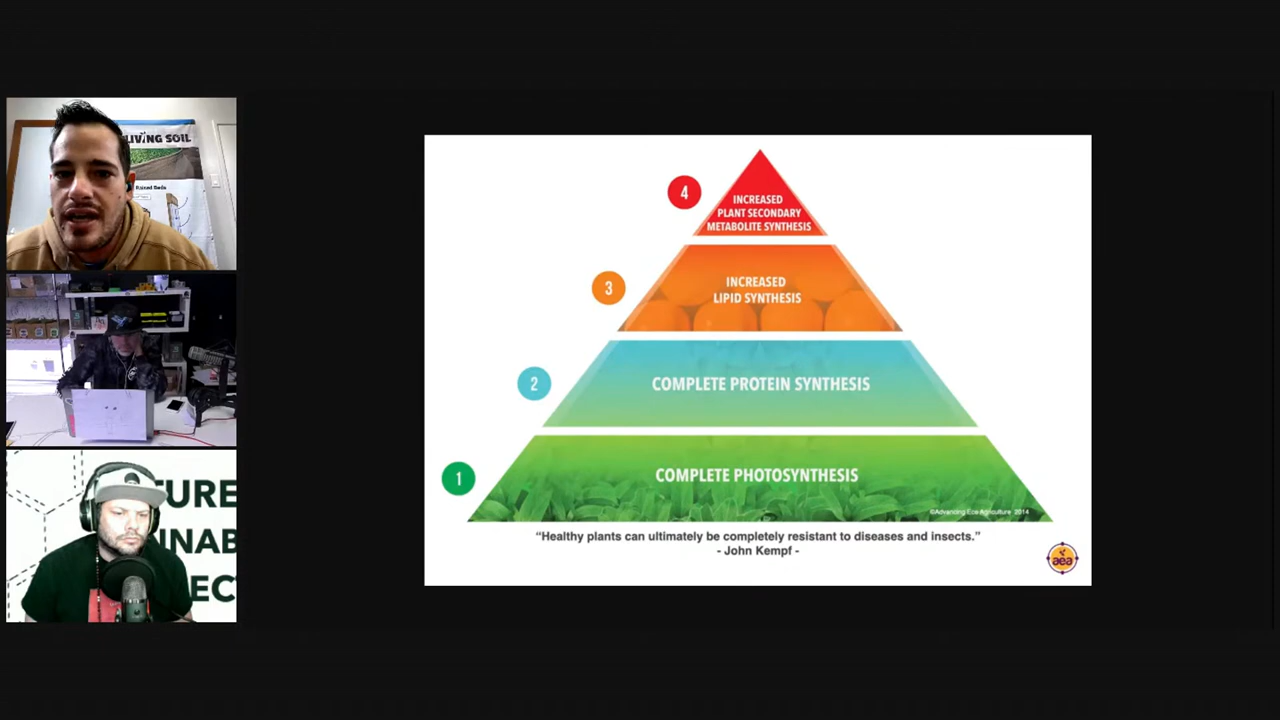 LIVING SOIL
Raised Beds
TURE
NNAB
EC
4
INCREASED
PLANT SECONDARY
METABOLITE SYNTHESIS
3
INCREASED
LIPID SYNTHESIS
2
COMPLETE PROTEIN SYNTHESIS
1
COMPLETE PHOTOSYNTHESIS
©Advancing Eco Agriculture 2014
“Healthy plants can ultimately be completely resistant to diseases and insects.”
- John Kempf -
aea